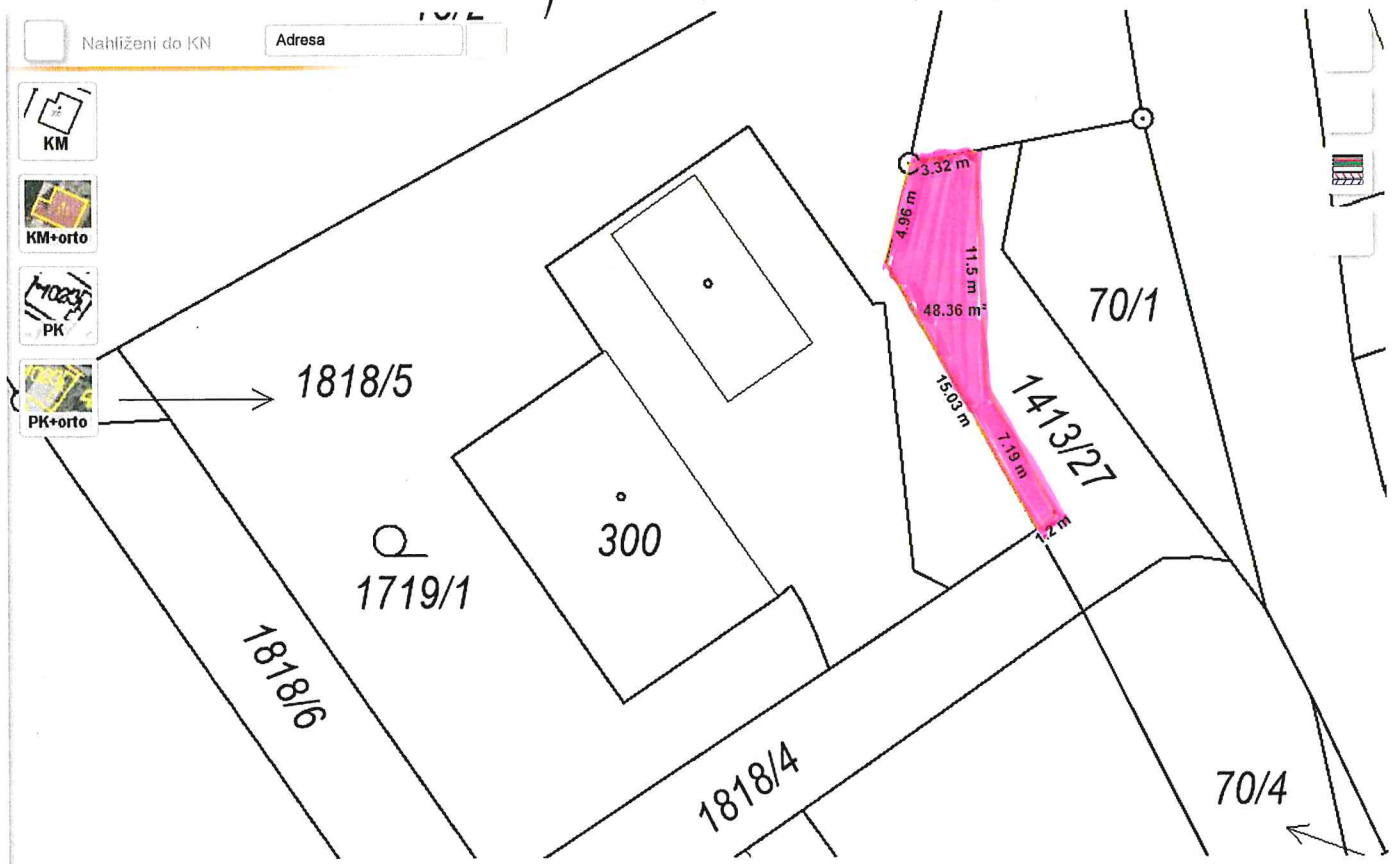 Nahlížení do KN
Adresa
KM
KM+orto
PK
PK+orto
3.32 m
4.96 m
11.5 m
48.36 m²
15.03 m
7.19 m
1.2 m
70/1
1413/27
1818/5
300
1719/1
1818/6
1818/4
70/4